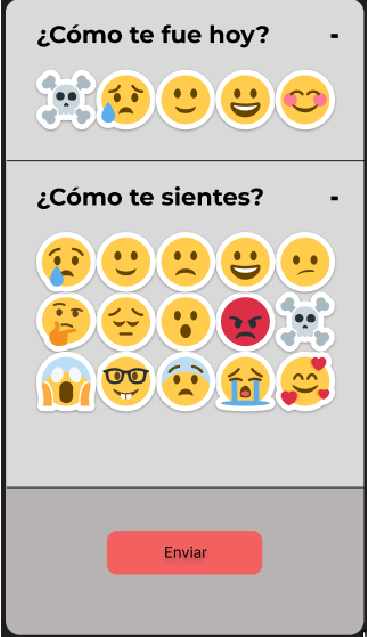 ¿Cómo te fue hoy? -
¿Cómo te sientes? -
Enviar